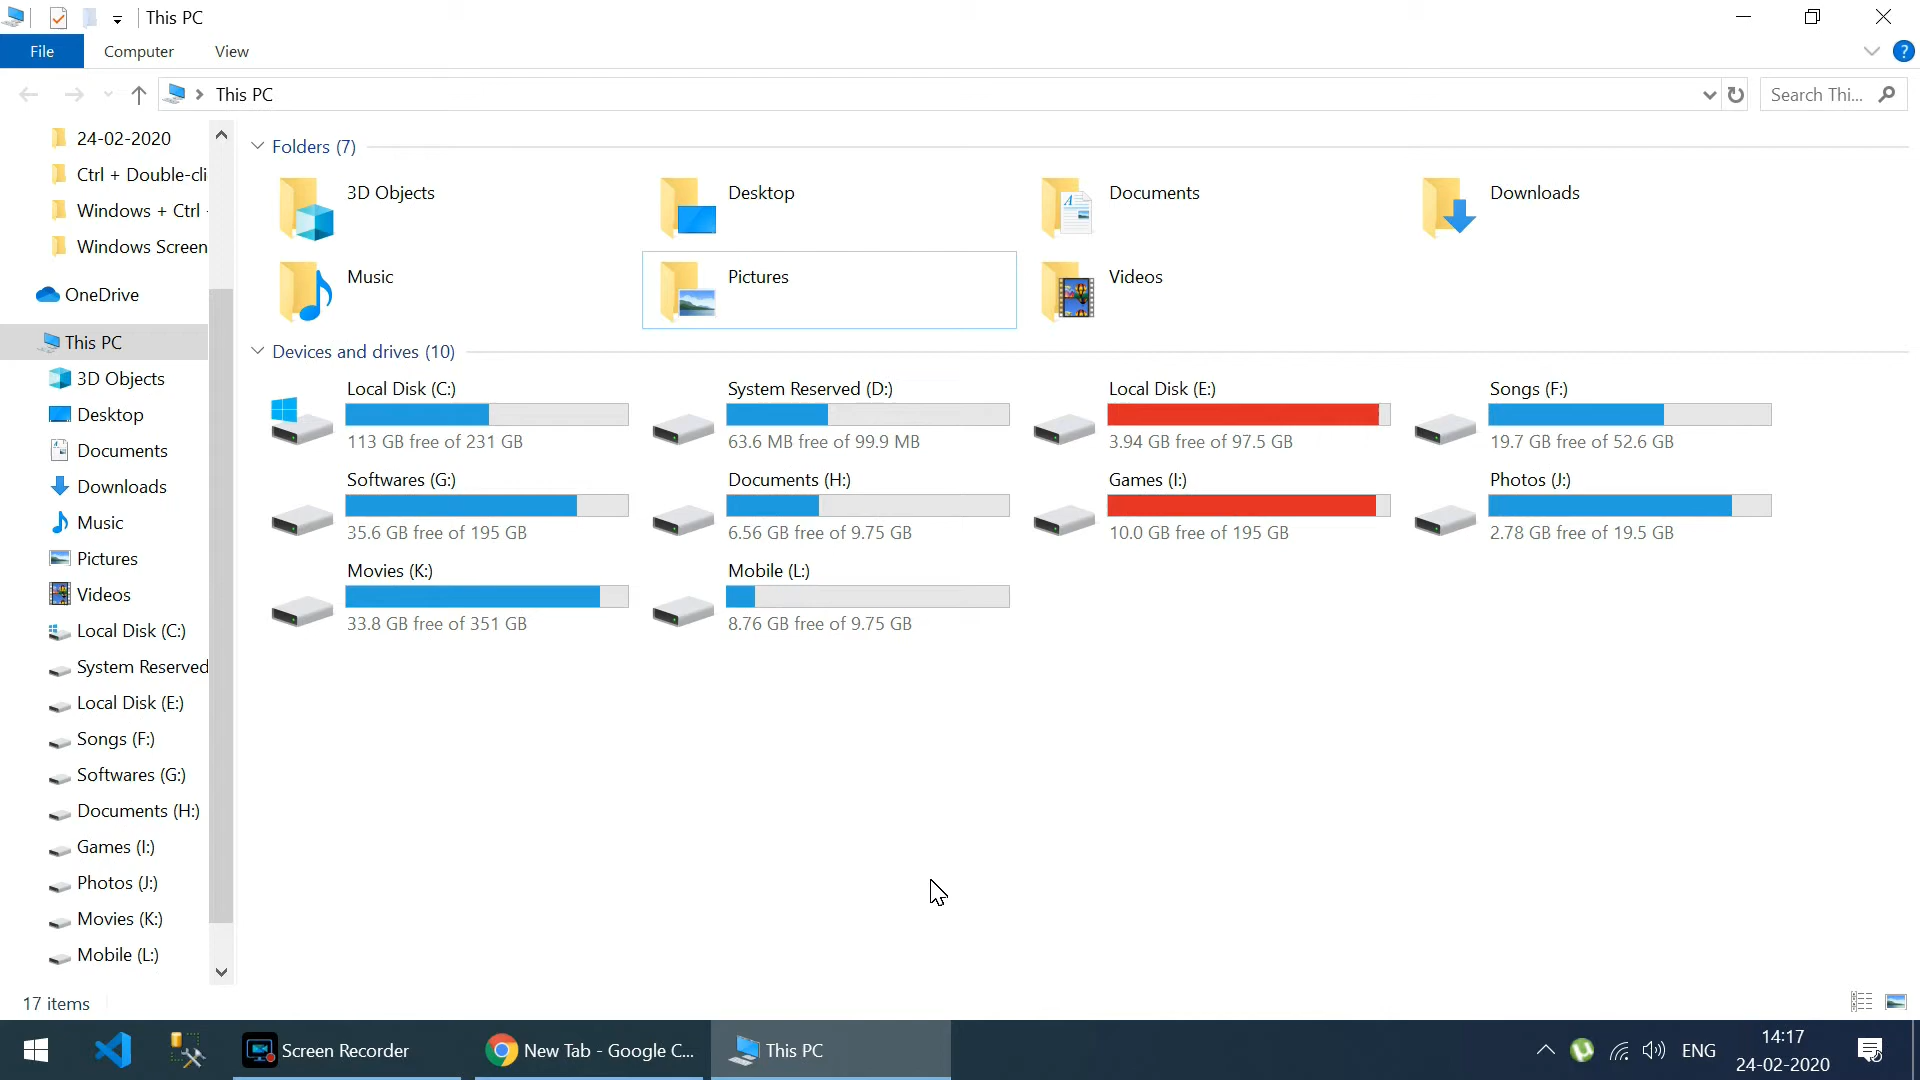 This PC
File Computer View
This PC
Search Thi...
24-02-2020
Ctrl + Double-cli
Windows + Ctrl
Windows Screen
OneDrive
This PC
3D Objects
Desktop
Documents
Downloads
Music
Pictures
Videos
Local Disk (C:)
System Reserved
Local Disk (E:)
Songs (F:)
Softwares (G:)
Documents (H:)
Games (I:)
Photos (J:)
Movies (K:)
Mobile (L:)
Folders (7)
3D Objects
Desktop
Documents
Downloads
Music
Pictures
Videos
Devices and drives (10)
Local Disk (C:)
113 GB free of 231 GB
System Reserved (D:)
63.6 MB free of 99.9 MB
Local Disk (E:)
3.94 GB free of 97.5 GB
Songs (F:)
19.7 GB free of 52.6 GB
Softwares (G:)
35.6 GB free of 195 GB
Documents (H:)
6.56 GB free of 9.75 GB
Games (I:)
10.0 GB free of 195 GB
Photos (J:)
2.78 GB free of 19.5 GB
Movies (K:)
33.8 GB free of 351 GB
Mobile (L:)
8.76 GB free of 9.75 GB
17 items
Screen Recorder
New Tab - Google C...
This PC
ENG
14:17
24-02-2020